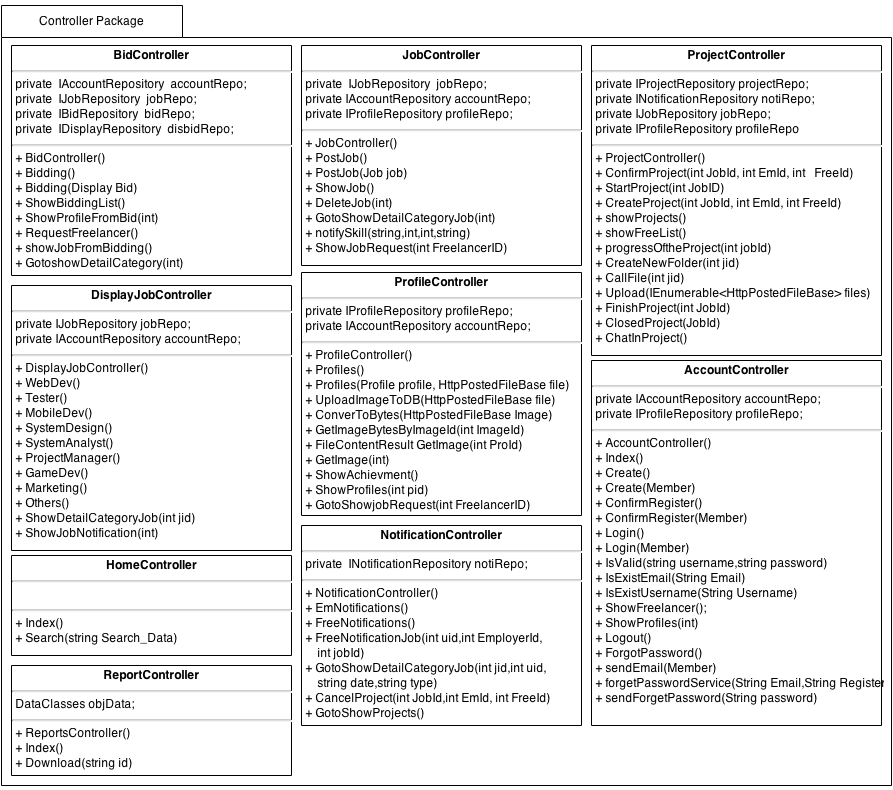 Controller Package
BidController
private  IAccountRepository  accountRepo;
private  IJobRepository  jobRepo;
private  IBidRepository  bidRepo;
private  IDisplayRepository  disbidRepo;
+ BidController()
+ Bidding()
+ Bidding(Display Bid)
+ ShowBiddingList()
+ ShowProfileFromBid(int)
+ RequestFreelancer()
+ showJobFromBidding()
+ GotoshowDetailCategory(int)
DisplayJobController
private IJobRepository jobRepo;
private IAccountRepository accountRepo;
+ DisplayJobController()
+ WebDev()
+ Tester()
+ MobileDev()
+ SystemDesign()
+ SystemAnalyst()
+ ProjectManager()
+ GameDev()
+ Marketing()
+ Others()
+ ShowDetailCategoryJob(int jid)
+ ShowJobNotification(int)
HomeController
+ Index()
+ Search(string Search_Data)
ReportController
DataClasses objData;
+ ReportsController()
+ Index()
+ Download(string id)
JobController
private  IJobRepository  jobRepo;
private IAccountRepository accountRepo;
private IProfileRepository profileRepo;
+ JobController()
+ PostJob()
+ PostJob(Job job)
+ ShowJob()
+ DeleteJob(int)
+ GotoShowDetailCategoryJob(int)
+ notifySkill(string,int,int,string)
+ ShowJobRequest(int FreelancerID)
ProfileController
private IProfileRepository profileRepo;
private IAccountRepository accountRepo;
+ ProfileController()
+ Profiles()
+ Profiles(Profile profile, HttpPostedFileBase file)
+ UploadImageToDB(HttpPostedFileBase file)
+ ConverToBytes(HttpPostedFileBase Image)
+ GetImageBytesByImageId(int ImageId)
+ FileContentResult GetImage(int ProId)
+ GetImage(int)
+ ShowAchievment()
+ ShowProfiles(int pid)
+ GotoShowjobRequest(int FreelancerID)
NotificationController
private  INotificationRepository notiRepo;
+ NotificationController()
+ EmNotifications()
+ FreeNotifications()
+ FreeNotificationJob(int uid,int EmployerId,
int jobId)
+ GotoShowDetailCategoryJob(int jid,int uid,
string date,string type)
+ CancelProject(int JobId,int EmId, int FreeId)
+ GotoShowProjects()
ProjectController
private IProjectRepository projectRepo;
private INotificationRepository notiRepo;
private IJobRepository jobRepo;
private IProfileRepository profileRepo
+ ProjectController()
+ ConfirmProject(int JobId, int EmId, int   FreeId)
+ StartProject(int JobID)
+ CreateProject(int JobId, int EmId, int FreeId)
+ showProjects()
+ showFreeList()
+ progressOftheProject(int jobId)
+ CreateNewFolder(int jid)
+ CallFile(int jid)
+ Upload(IEnumerable<HttpPostedFileBase> files)
+ FinishProject(int JobId)
+ ClosedProject(JobId)
+ ChatInProject()
AccountController
private IAccountRepository accountRepo;
private IProfileRepository profileRepo;
+ AccountController()
+ Index()
+ Create()
+ Create(Member)
+ ConfirmRegister()
+ ConfirmRegister(Member)
+ Login()
+ Login(Member)
+ IsValid(string username,string password)
+ IsExistEmail(String Email)
+ IsExistUsername(String Username)
+ ShowFreelancer();
+ ShowProfiles(int)
+ Logout()
+ ForgotPassword()
+ sendEmail(Member)
+ forgetPasswordService(String Email,String Register
+ sendForgetPassword(String password)